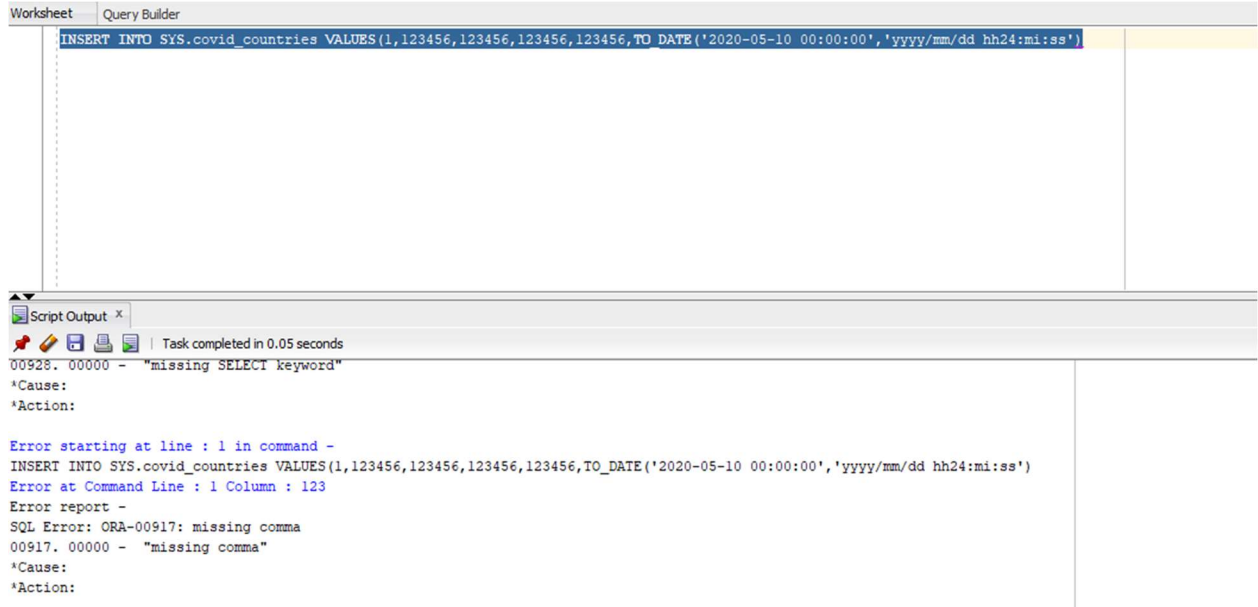 Worksheet Query Builder
INSERT INTO SYS.covid_countries VALUES(1,123456,123456,123456,123456,TO_DATE('2020-05-10 00:00:00','yyyy/mm/dd hh24:mi:ss')
Script Output x
Task completed in 0.05 seconds
00928. 00000 - "missing SELECT keyword"
*Cause:
*Action:
Error starting at line : 1 in command -
INSERT INTO SYS.covid_countries VALUES(1,123456,123456,123456,123456,TO_DATE('2020-05-10 00:00:00','yyyy/mm/dd hh24:mi:ss')
Error at Command Line : 1 Column : 123
Error report -
SQL Error: ORA-00917: missing comma
00917. 00000 - "missing comma"
*Cause:
*Action: